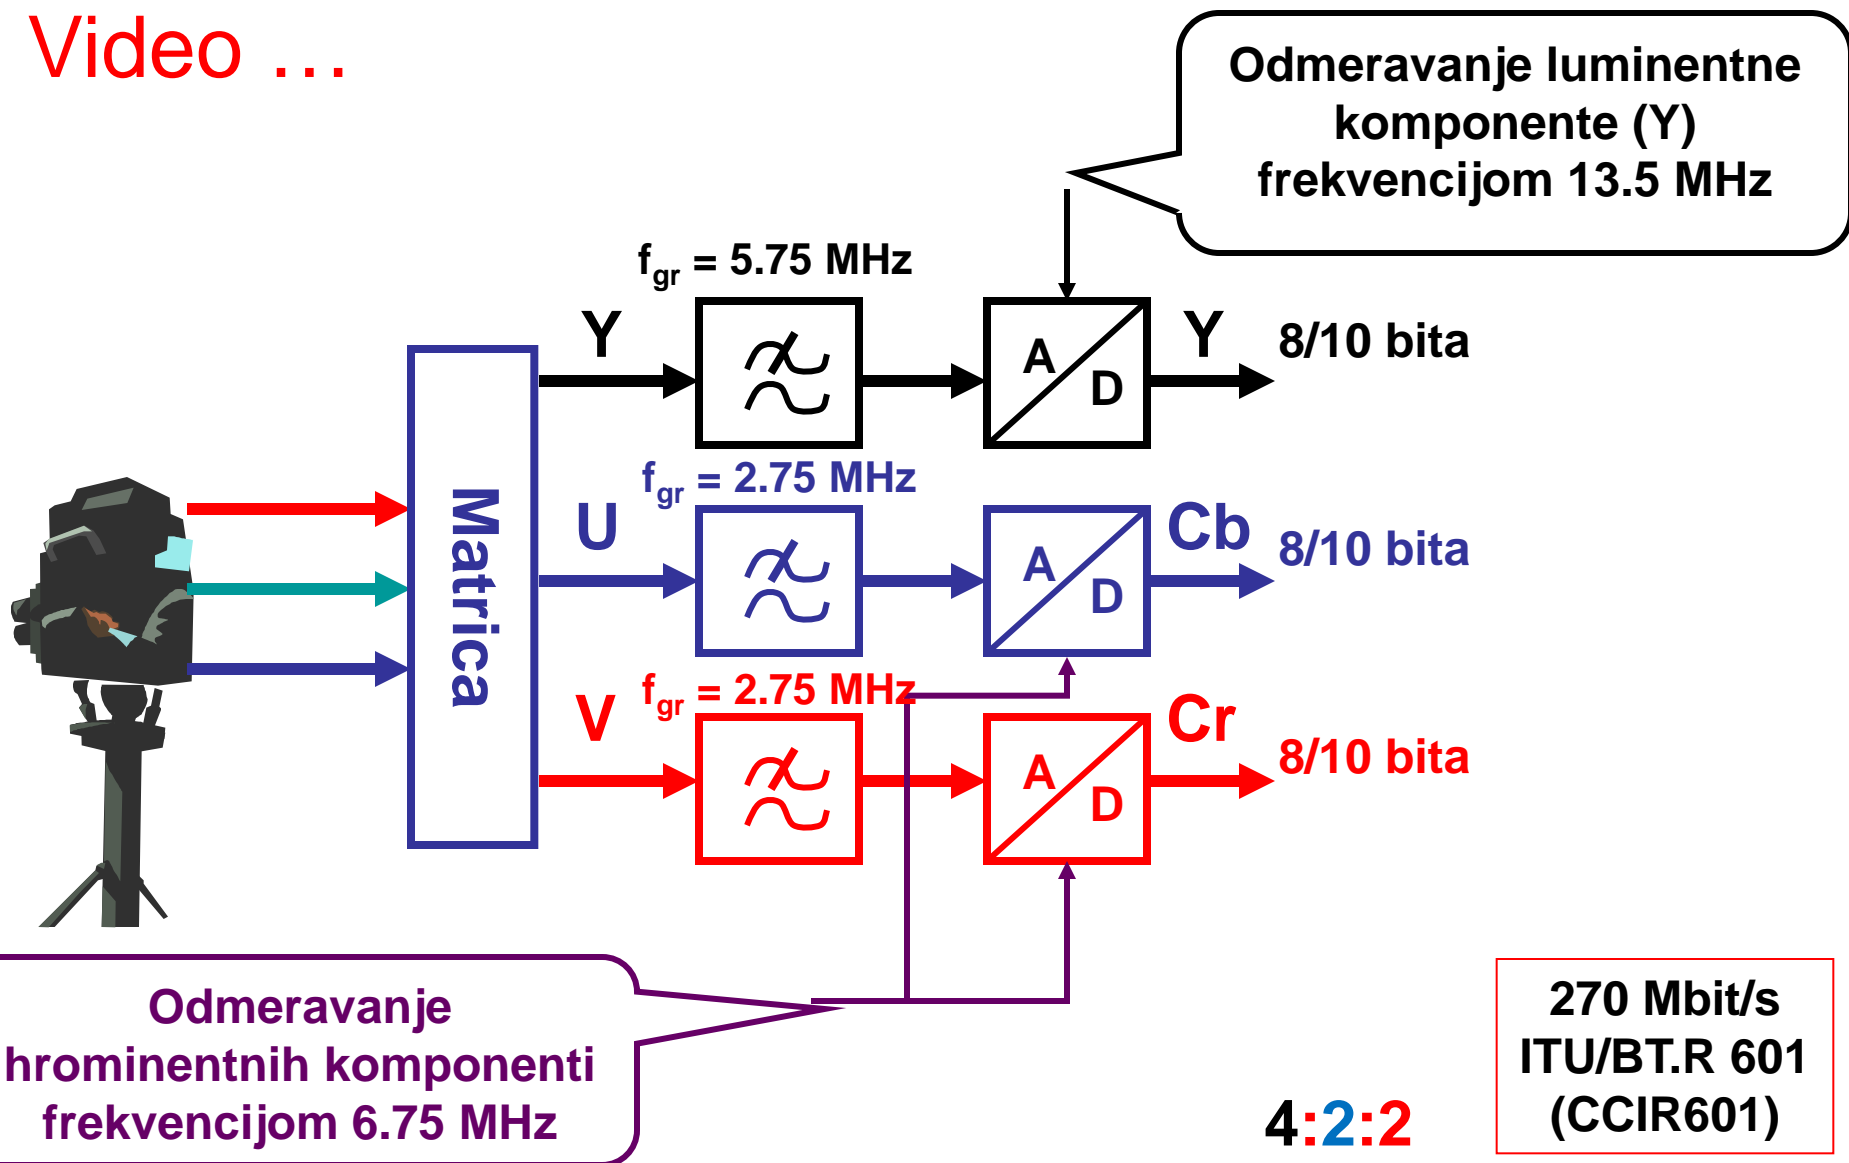 Video …
Odmeravanje luminentne
komponente (Y)
frekvencijom 13.5 MHz
fgr = 5.75 MHz
Y
A
D
Y
8/10 bita
Matrica
fgr = 2.75 MHz
U
A
D
Cb
8/10 bita
fgr = 2.75 MHz
V
A
D
Cr
8/10 bita
Odmeravanje
hrominentnih komponenti
frekvencijom 6.75 MHz
4:2:2
270 Mbit/s
ITU/BT.R 601
(CCIR601)